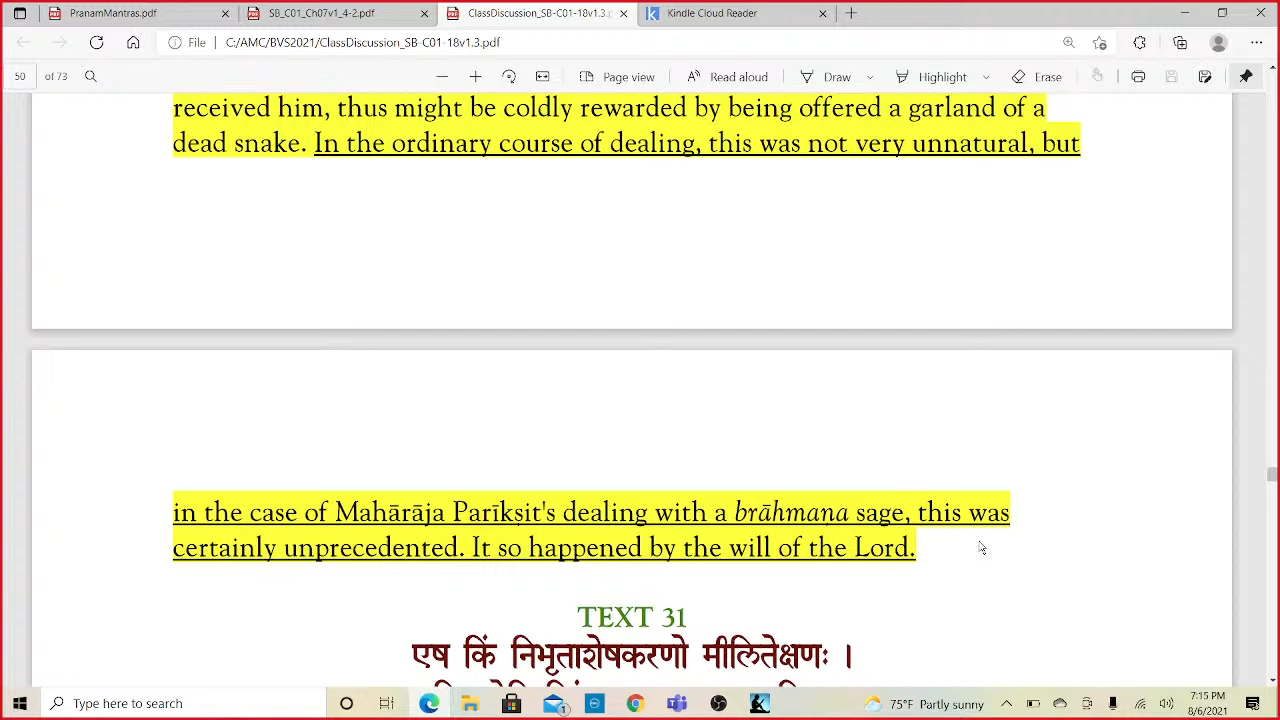 PranamMantras.pdf
SB_C01_Ch07v1_4-2.pdf
ClassDiscussion_SB-C01-18v1.3.p
Kindle Cloud Reader
File C:/AMC/BVS2021/ClassDiscussion_SB-C01-18v1.3.pdf
50 of 73 Page view Read aloud Draw Highlight Erase
received him, thus might be coldly rewarded by being offered a garland of a
dead snake. In the ordinary course of dealing, this was not very unnatural, but
in the case of Mahārāja Parīkṣit's dealing with a brāhmana sage, this was
certainly unprecedented. It so happened by the will of the Lord.
TEXT 31
एष किं निभृताशेषकरणो मीलितेक्षणः ।
Type here to search
75°F Partly sunny
7:15 PM
8/6/2021